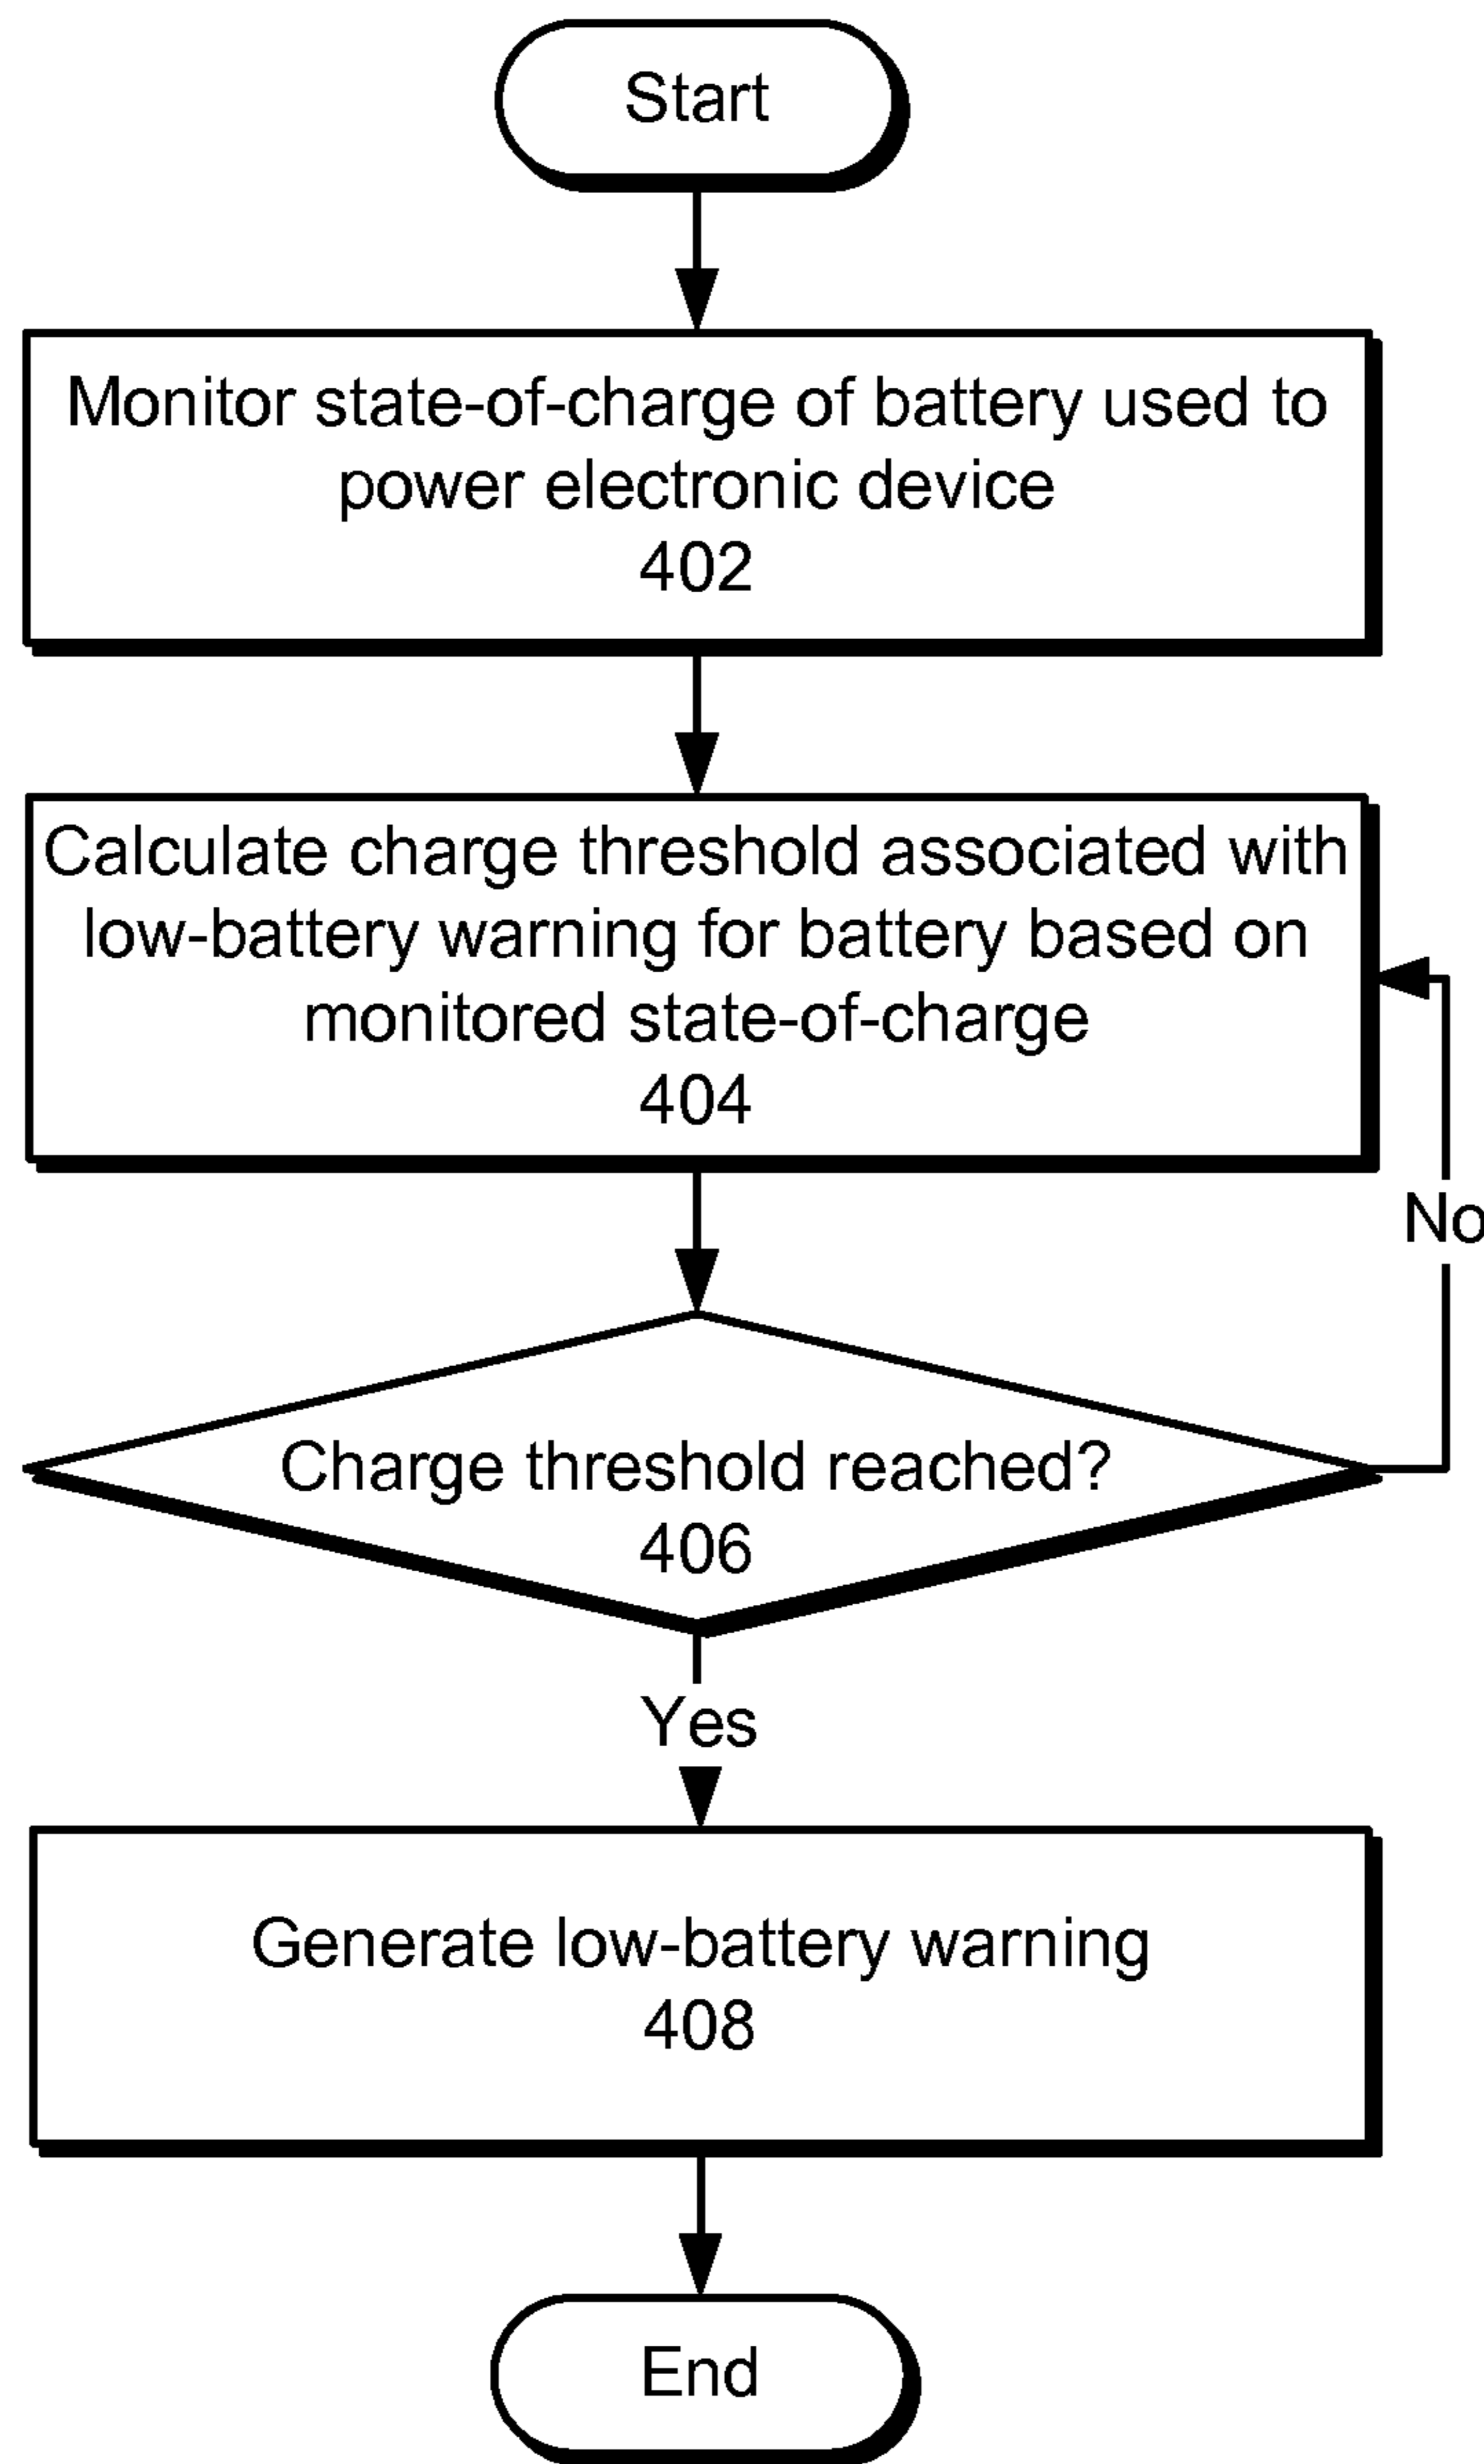 Start
Monitor state-of-charge of battery used to
power electronic device
402
Calculate charge threshold associated with
low-battery warning for battery based on
monitored state-of-charge
404
No
Charge threshold reached?
406
Yes
Generate low-battery warning
408
End